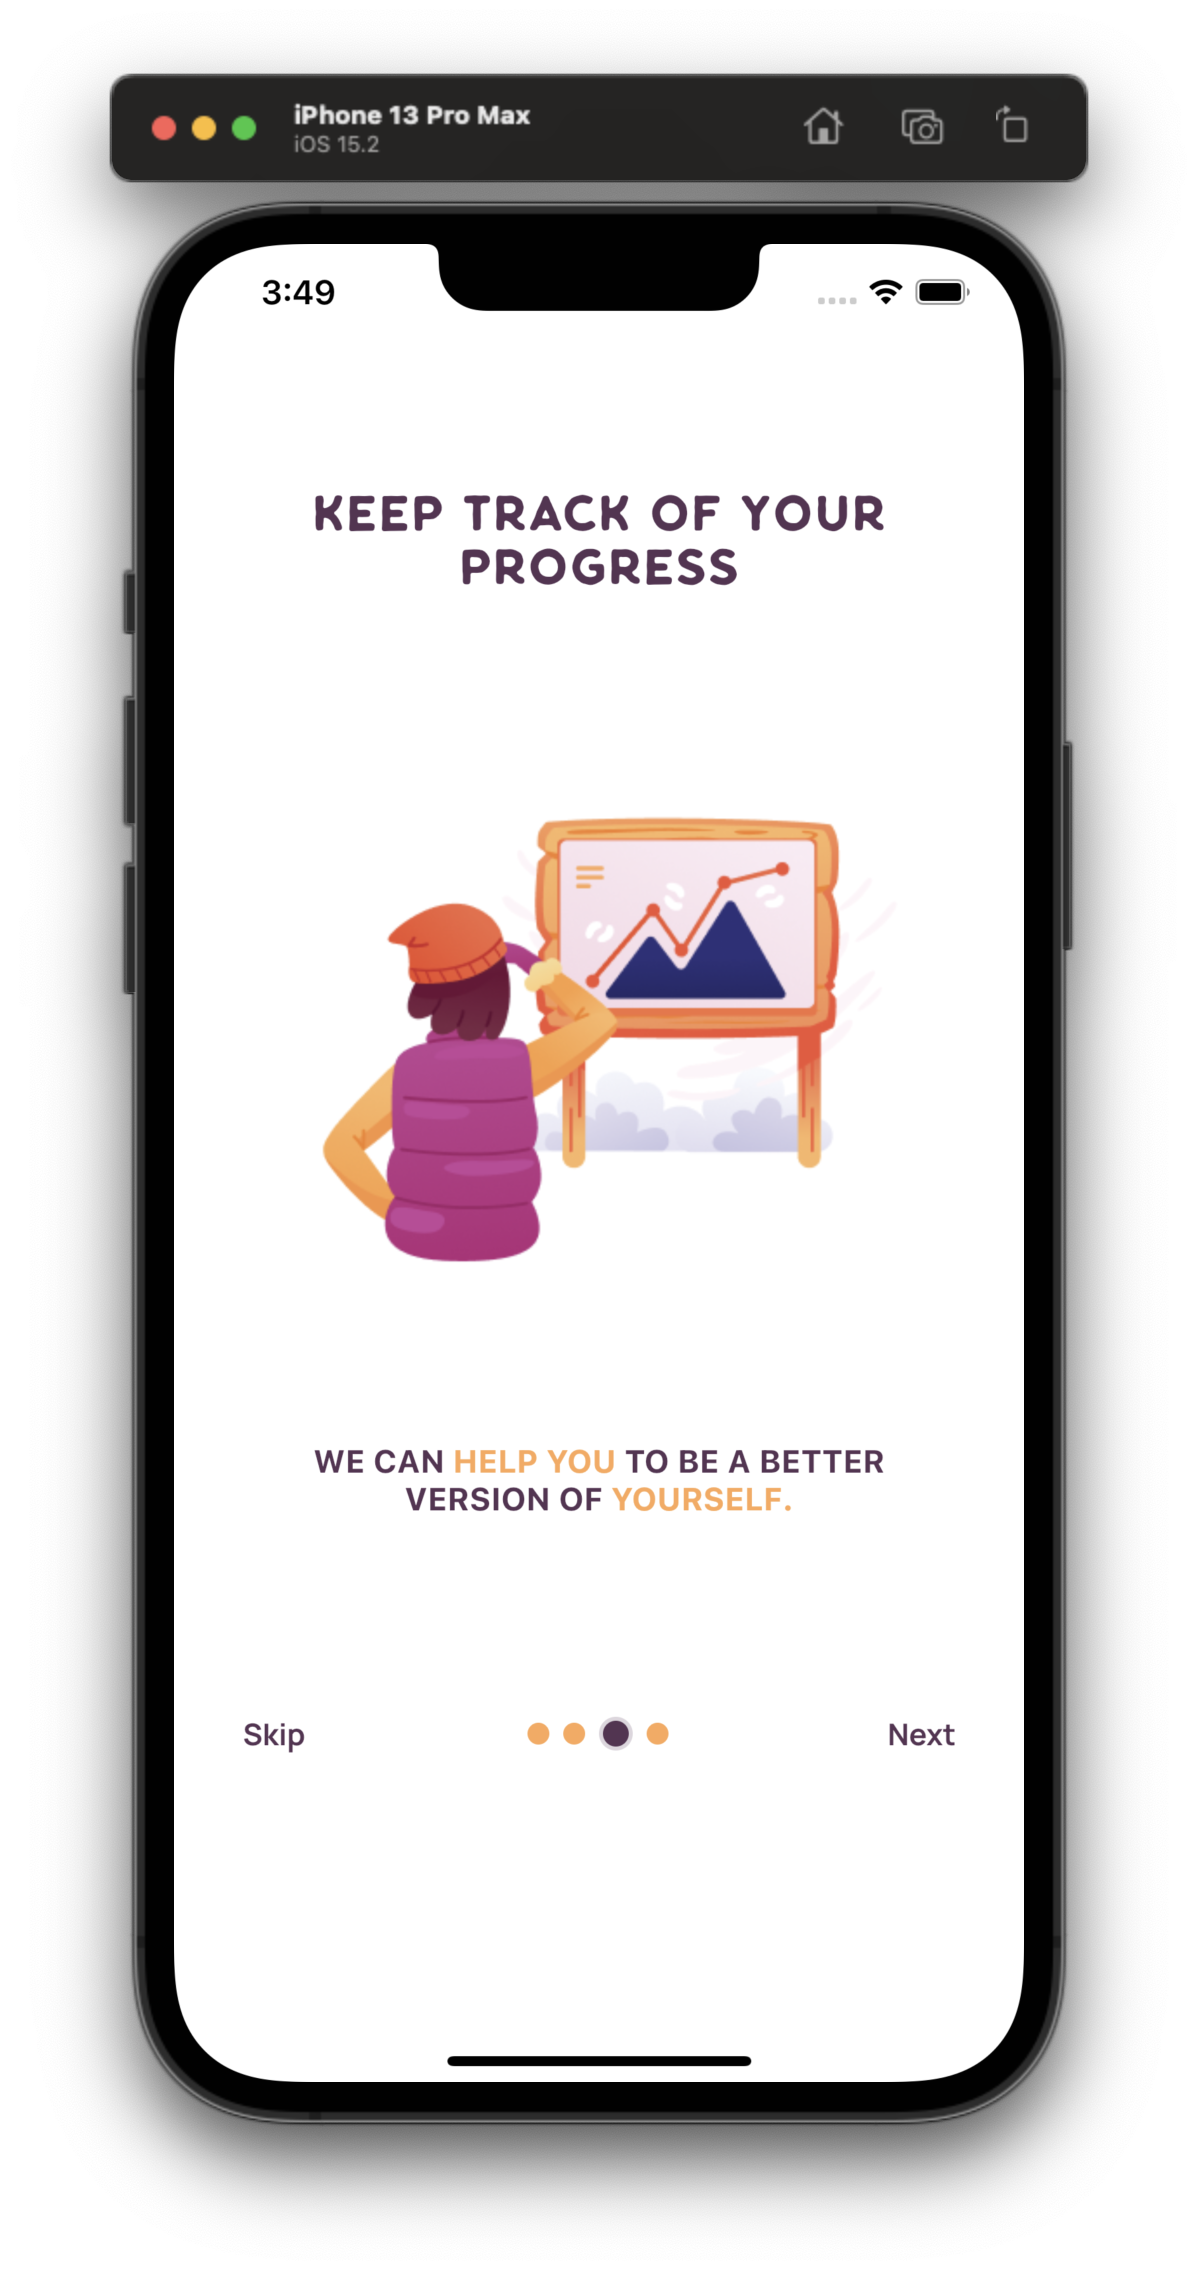 iPhone 13 Pro Max
iOS 15.2
3:49
KEEP TRACK OF YOUR
PROGRESS
WE CAN HELP YOU TO BE A BETTER
VERSION OF YOURSELF.
Skip
Next